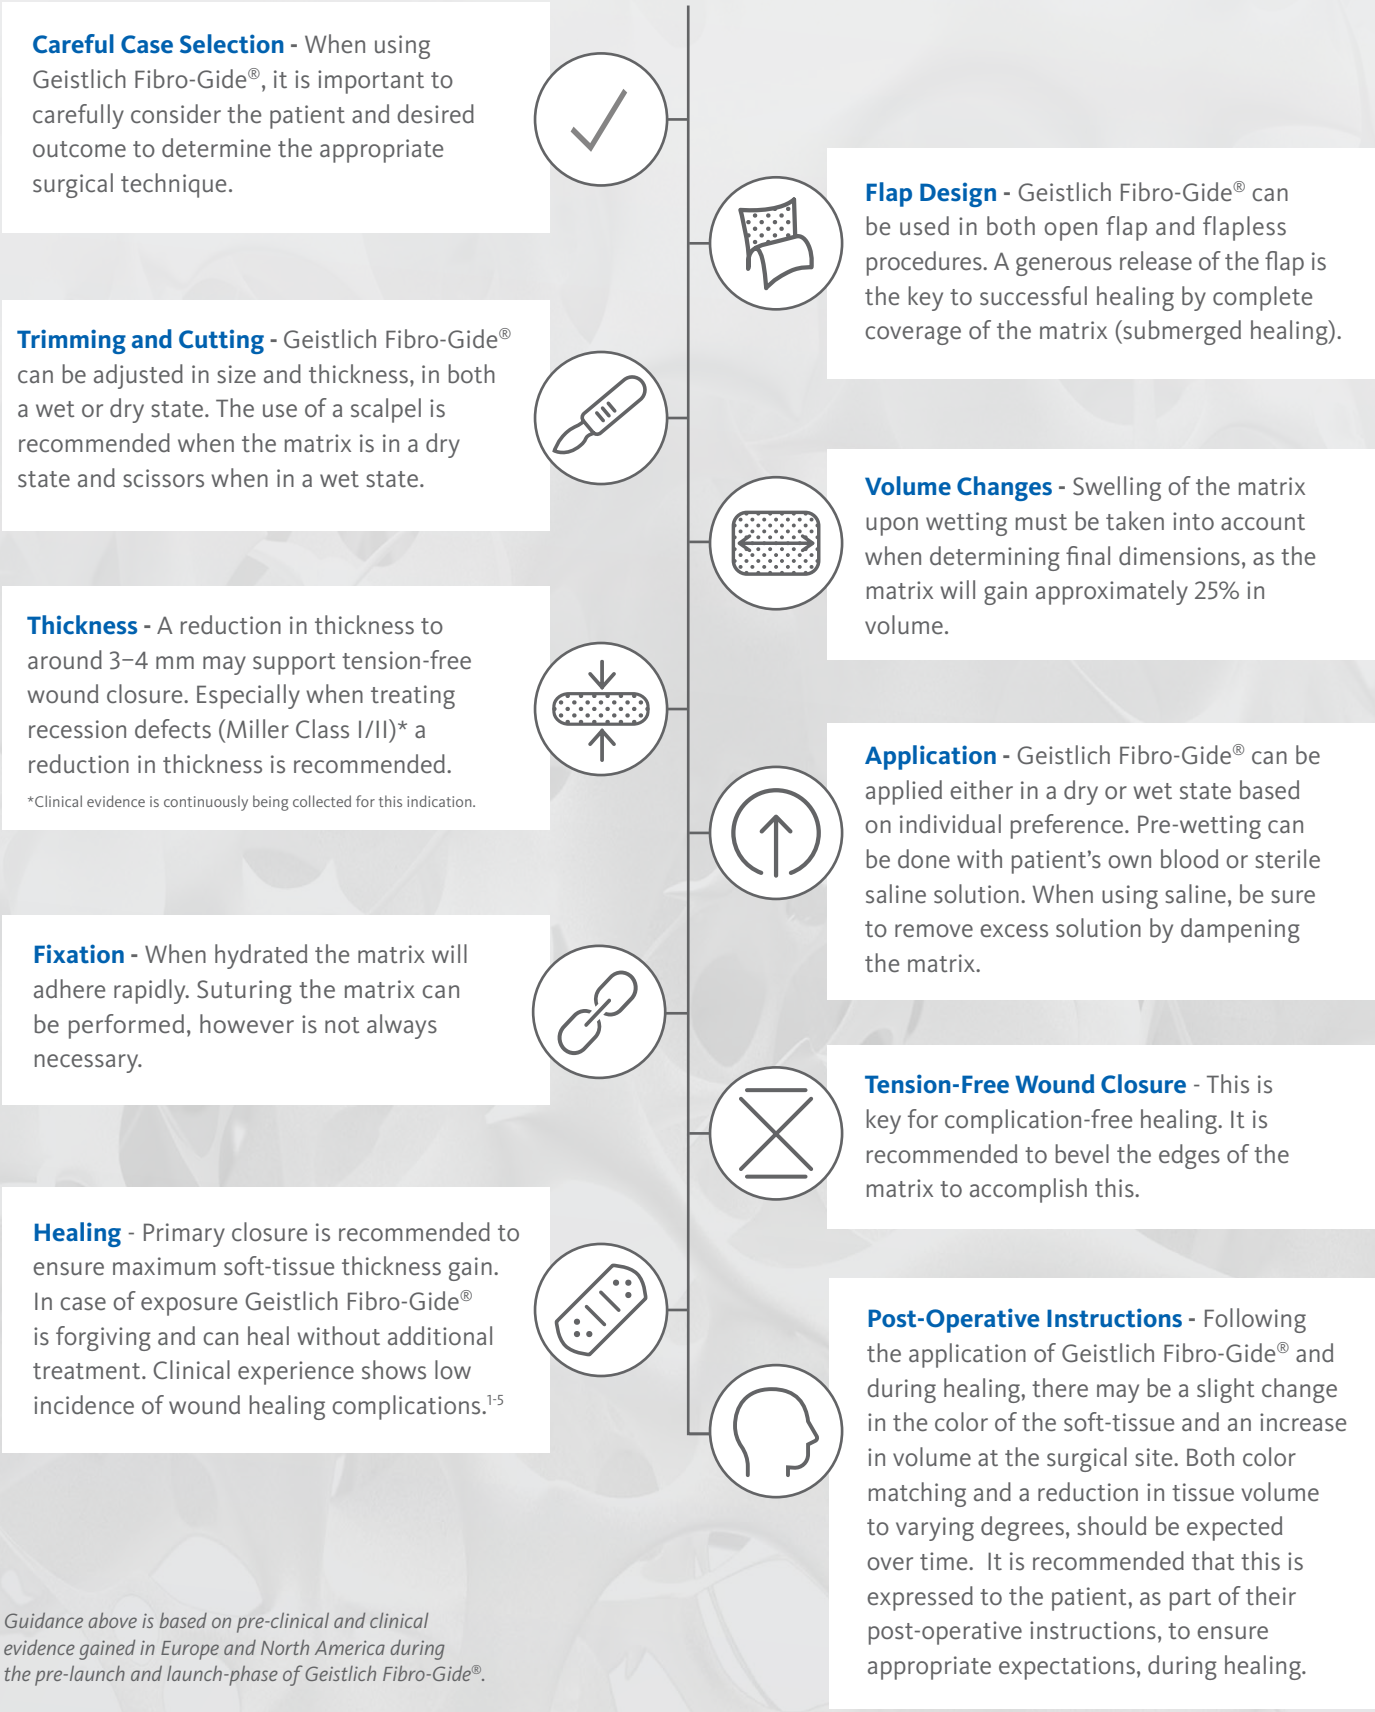 Careful Case Selection - When using
Geistlich Fibro-Gide®, it is important to
carefully consider the patient and desired
outcome to determine the appropriate
surgical technique.
Flap Design - Geistlich Fibro-Gide® can
be used in both open flap and flapless
procedures. A generous release of the flap is
the key to successful healing by complete
coverage of the matrix (submerged healing).
Trimming and Cutting - Geistlich Fibro-Gide®
can be adjusted in size and thickness, in both
a wet or dry state. The use of a scalpel is
recommended when the matrix is in a dry
state and scissors when in a wet state.
Volume Changes - Swelling of the matrix
upon wetting must be taken into account
when determining final dimensions, as the
matrix will gain approximately 25% in
volume.
Thickness - A reduction in thickness to
around 3–4 mm may support tension-free
wound closure. Especially when treating
recession defects (Miller Class I/II)* a
reduction in thickness is recommended.
*Clinical evidence is continuously being collected for this indication.
Application - Geistlich Fibro-Gide® can be
applied either in a dry or wet state based
on individual preference. Pre-wetting can
be done with patient's own blood or sterile
saline solution. When using saline, be sure
to remove excess solution by dampening
the matrix.
Fixation - When hydrated the matrix will
adhere rapidly. Suturing the matrix can
be performed, however is not always
necessary.
Tension-Free Wound Closure - This is
key for complication-free healing. It is
recommended to bevel the edges of the
matrix to accomplish this.
Healing - Primary closure is recommended to
ensure maximum soft-tissue thickness gain.
In case of exposure Geistlich Fibro-Gide®
is forgiving and can heal without additional
treatment. Clinical experience shows low
incidence of wound healing complications.1-5
Post-Operative Instructions - Following
the application of Geistlich Fibro-Gide® and
during healing, there may be a slight change
in the color of the soft-tissue and an increase
in volume at the surgical site. Both color
matching and a reduction in tissue volume
to varying degrees, should be expected
over time. It is recommended that this is
expressed to the patient, as part of their
post-operative instructions, to ensure
appropriate expectations, during healing.
Guidance above is based on pre-clinical and clinical
evidence gained in Europe and North America during
the pre-launch and launch-phase of Geistlich Fibro-Gide®.